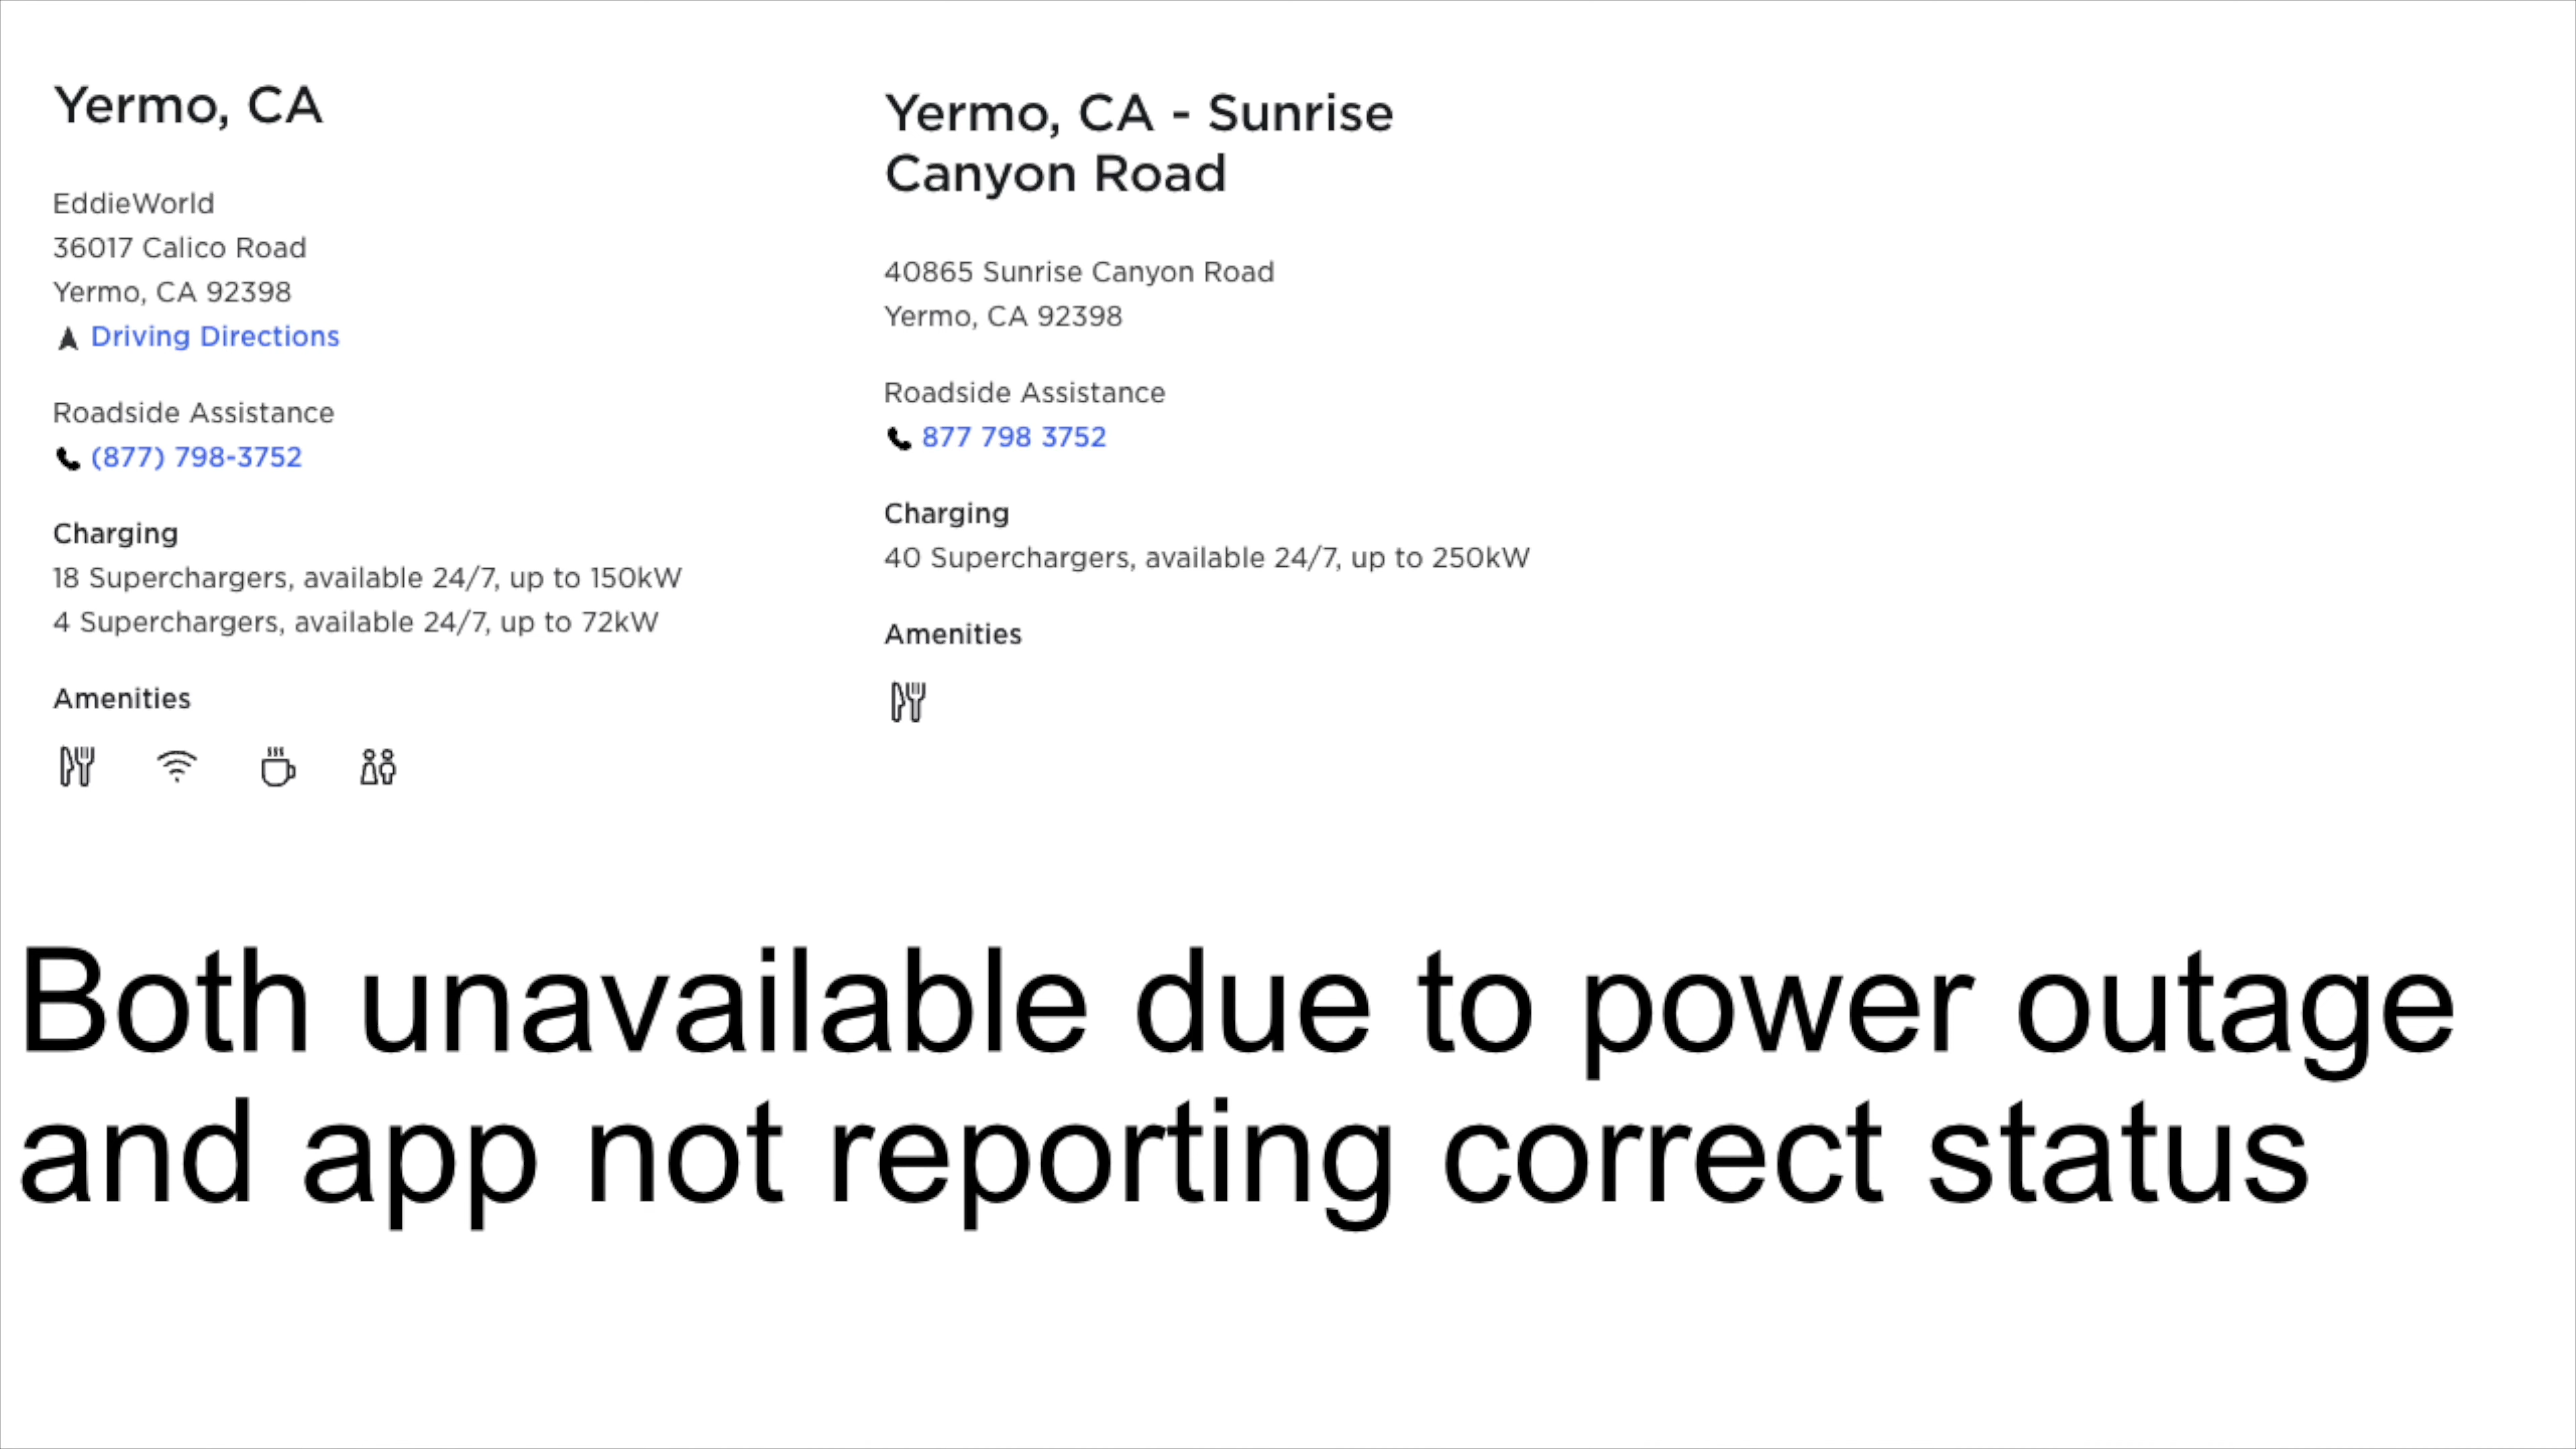 Yermo, CA
EddieWorld
36017 Calico Road
Yermo, CA 92398
Driving Directions
Roadside Assistance
(877) 798-3752
Charging
18 Superchargers, available 24/7, up to 150kW
4 Superchargers, available 24/7, up to 72kW
Amenities
Yermo, CA - Sunrise
Canyon Road
40865 Sunrise Canyon Road
Yermo, CA 92398
Roadside Assistance
877 798 3752
Charging
40 Superchargers, available 24/7, up to 250kW
Amenities
Both unavailable due to power outage
and app not reporting correct status